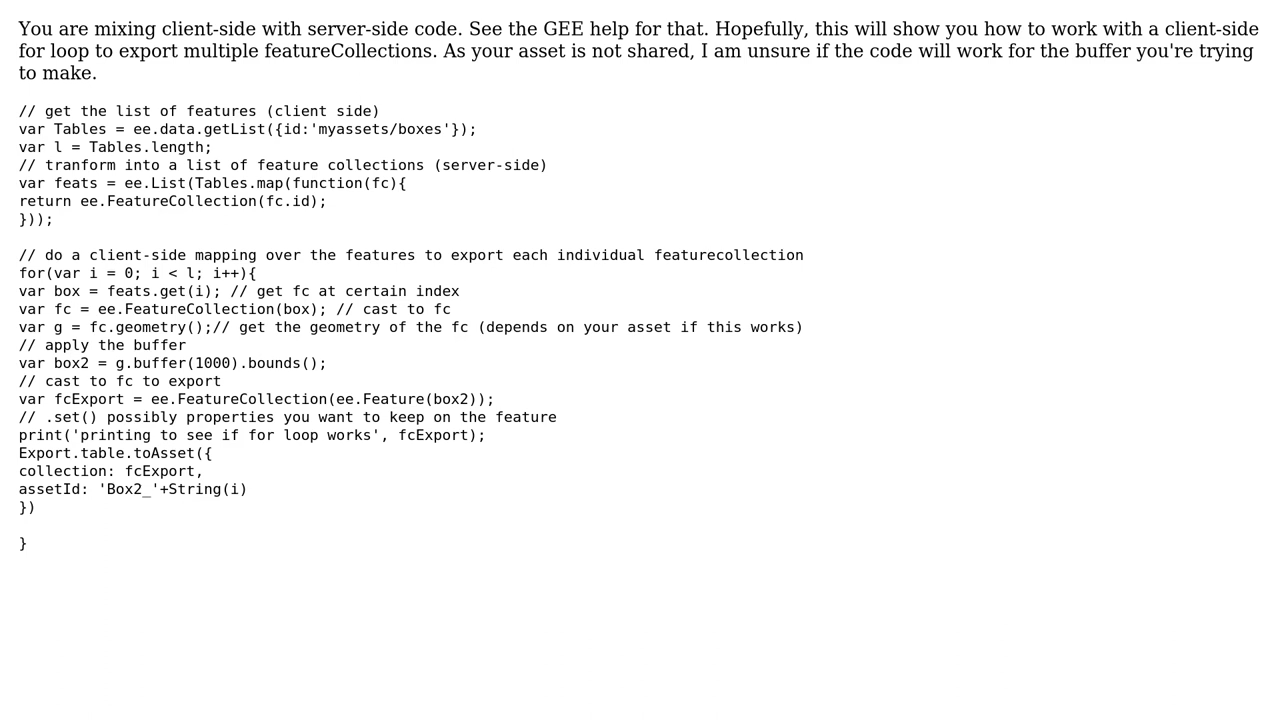 You are mixing client-side with server-side code. See the GEE help for that. Hopefully, this will show you how to work with a client-side
for loop to export multiple featureCollections. As your asset is not shared, I am unsure if the code will work for the buffer you're trying
to make.
// get the list of features (client side)
var Tables = ee.data.getList({id:'myassets/boxes'});
var l = Tables.length;
// tranform into a list of feature collections (server-side)
var feats = ee.List(Tables.map(function(fc){
return ee.FeatureCollection(fc.id);
}));
// do a client-side mapping over the features to export each individual featurecollection
for(var i = 0; i < l; i++){
var box = feats.get(i); // get fc at certain index
var fc = ee.FeatureCollection(box); // cast to fc
var g = fc.geometry();// get the geometry of the fc (depends on your asset if this works)
// apply the buffer
var box2 = g.buffer(1000).bounds();
// cast to fc to export
var fcExport = ee.FeatureCollection(ee.Feature(box2));
// .set() possibly properties you want to keep on the feature
print('printing to see if for loop works', fcExport);
Export.table.toAsset({
collection: fcExport,
assetId: 'Box2_'+String(i)
})
}